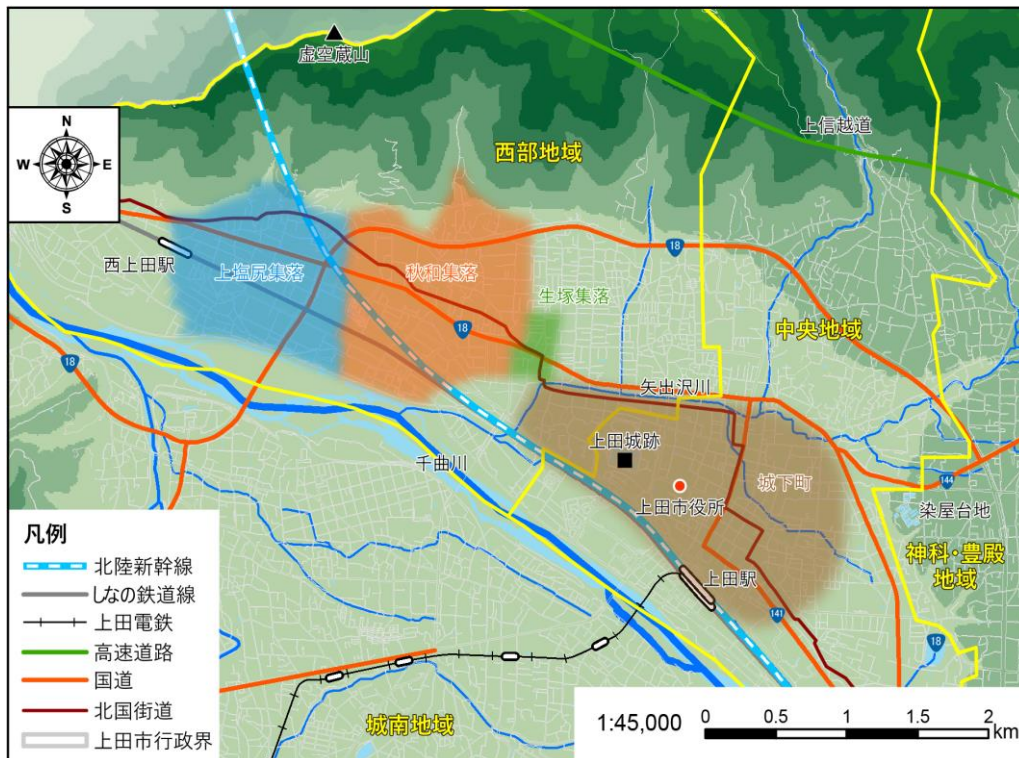 虚空蔵山
上信越道
N
W
E
S
西部地域
18
西上田駅
上塩尻集落
秋和集落
生塚集落
18
中央地域
18
矢出沢川
上田城跡
千曲川
城下町
上田市役所
144
染屋台地
神科・豊殿
地域
上田駅
141
18
城南地域
凡例
北陸新幹線
しなの鉄道線
上田電鉄
高速道路
国道
北国街道
上田市行政界
1:45,000
0 0.5 1 1.5 2
km